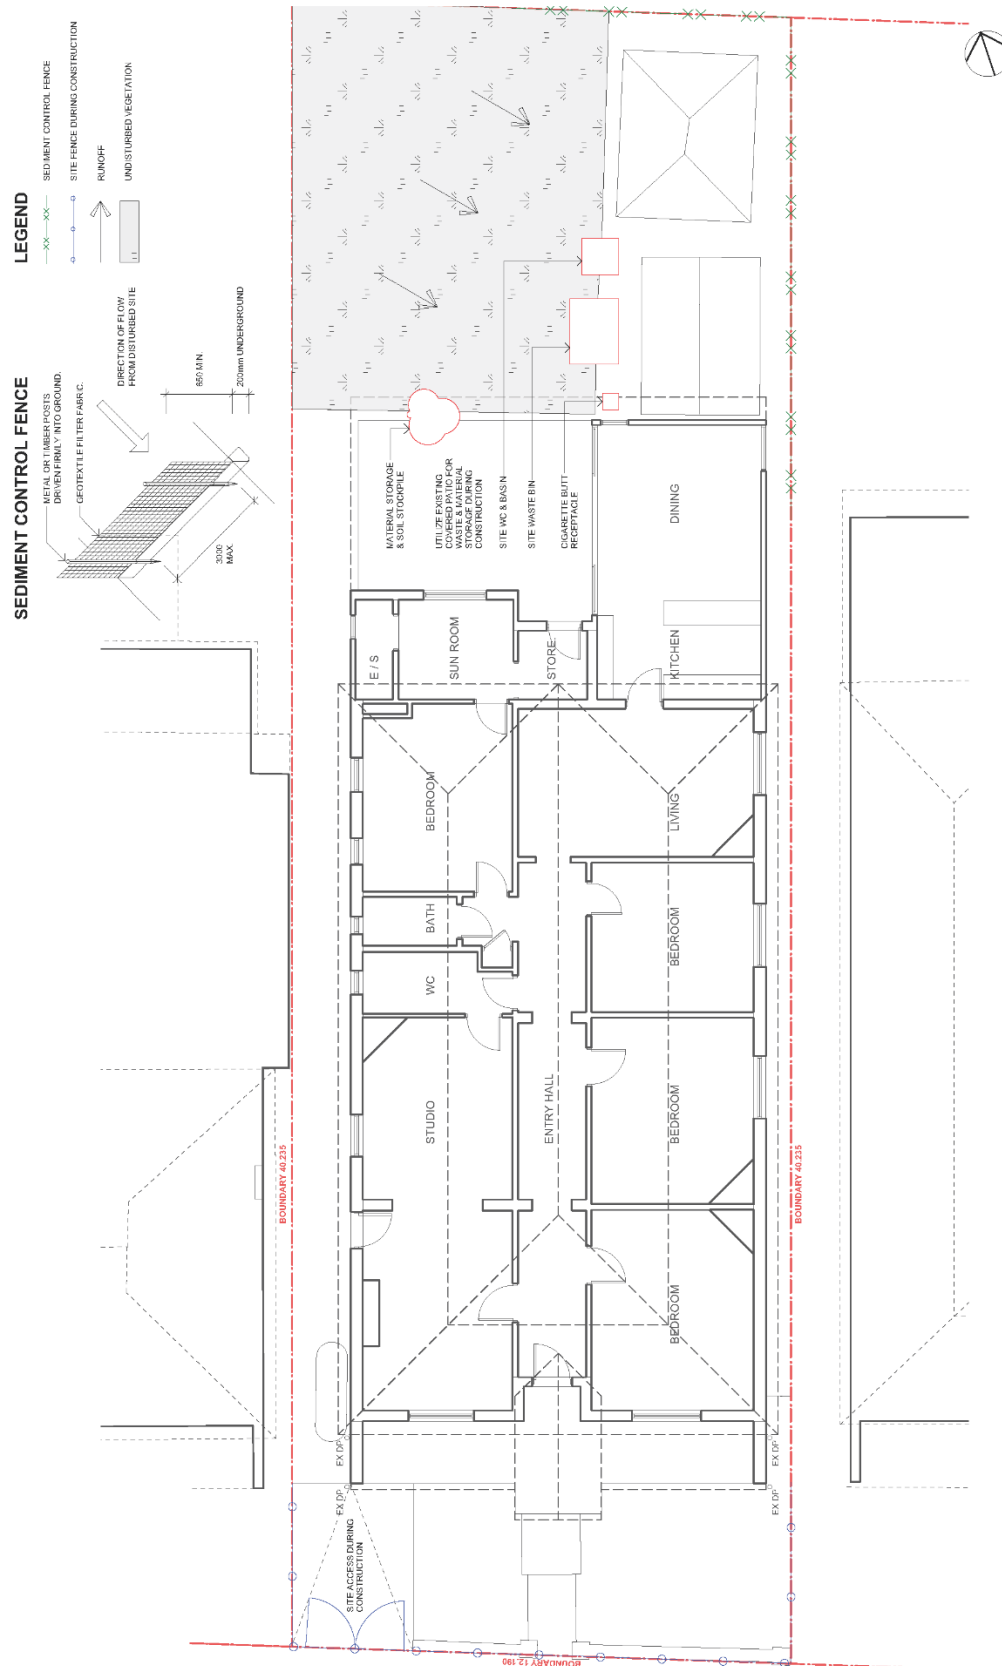 LEGEND
SEDIMENT CONTROL FENCE
SITE FENCE DURING CONSTRUCTION
RUNOFF
UNDISTURBED VEGETATION
SEDIMENT CONTROL FENCE
METAL OR TIMBER POSTS
DRIVEN FIRMLY INTO GROUND.
GEOTEXTILE FILTER FABRIC.
DIRECTION OF FLOW
FROM DISTURBED SITE
650 MIN.
200mm UNDERGROUND
3000
MAX.
MATERIAL STORAGE
& SOIL STOCKPILE
UTILIZE EXISTING
COVERED PATIO FOR
WASTE & MATERIAL
STORAGE DURING
CONSTRUCTION
SITE WC & BASIN
SITE WASTE BIN
CIGARETTE BUTT
RECEPTACLE
E / S
SUN ROOM
STORE
KITCHEN
DINING
BEDROOM
LIVING
BATH
BEDROOM
WC
STUDIO
ENTRY HALL
BEDROOM
BEDROOM
BOUNDARY 40.235
BOUNDARY 40.235
EX DP
EX DP
EX DP
EX DP
SITE ACCESS DURING
CONSTRUCTION
BOUNDARY 12.190